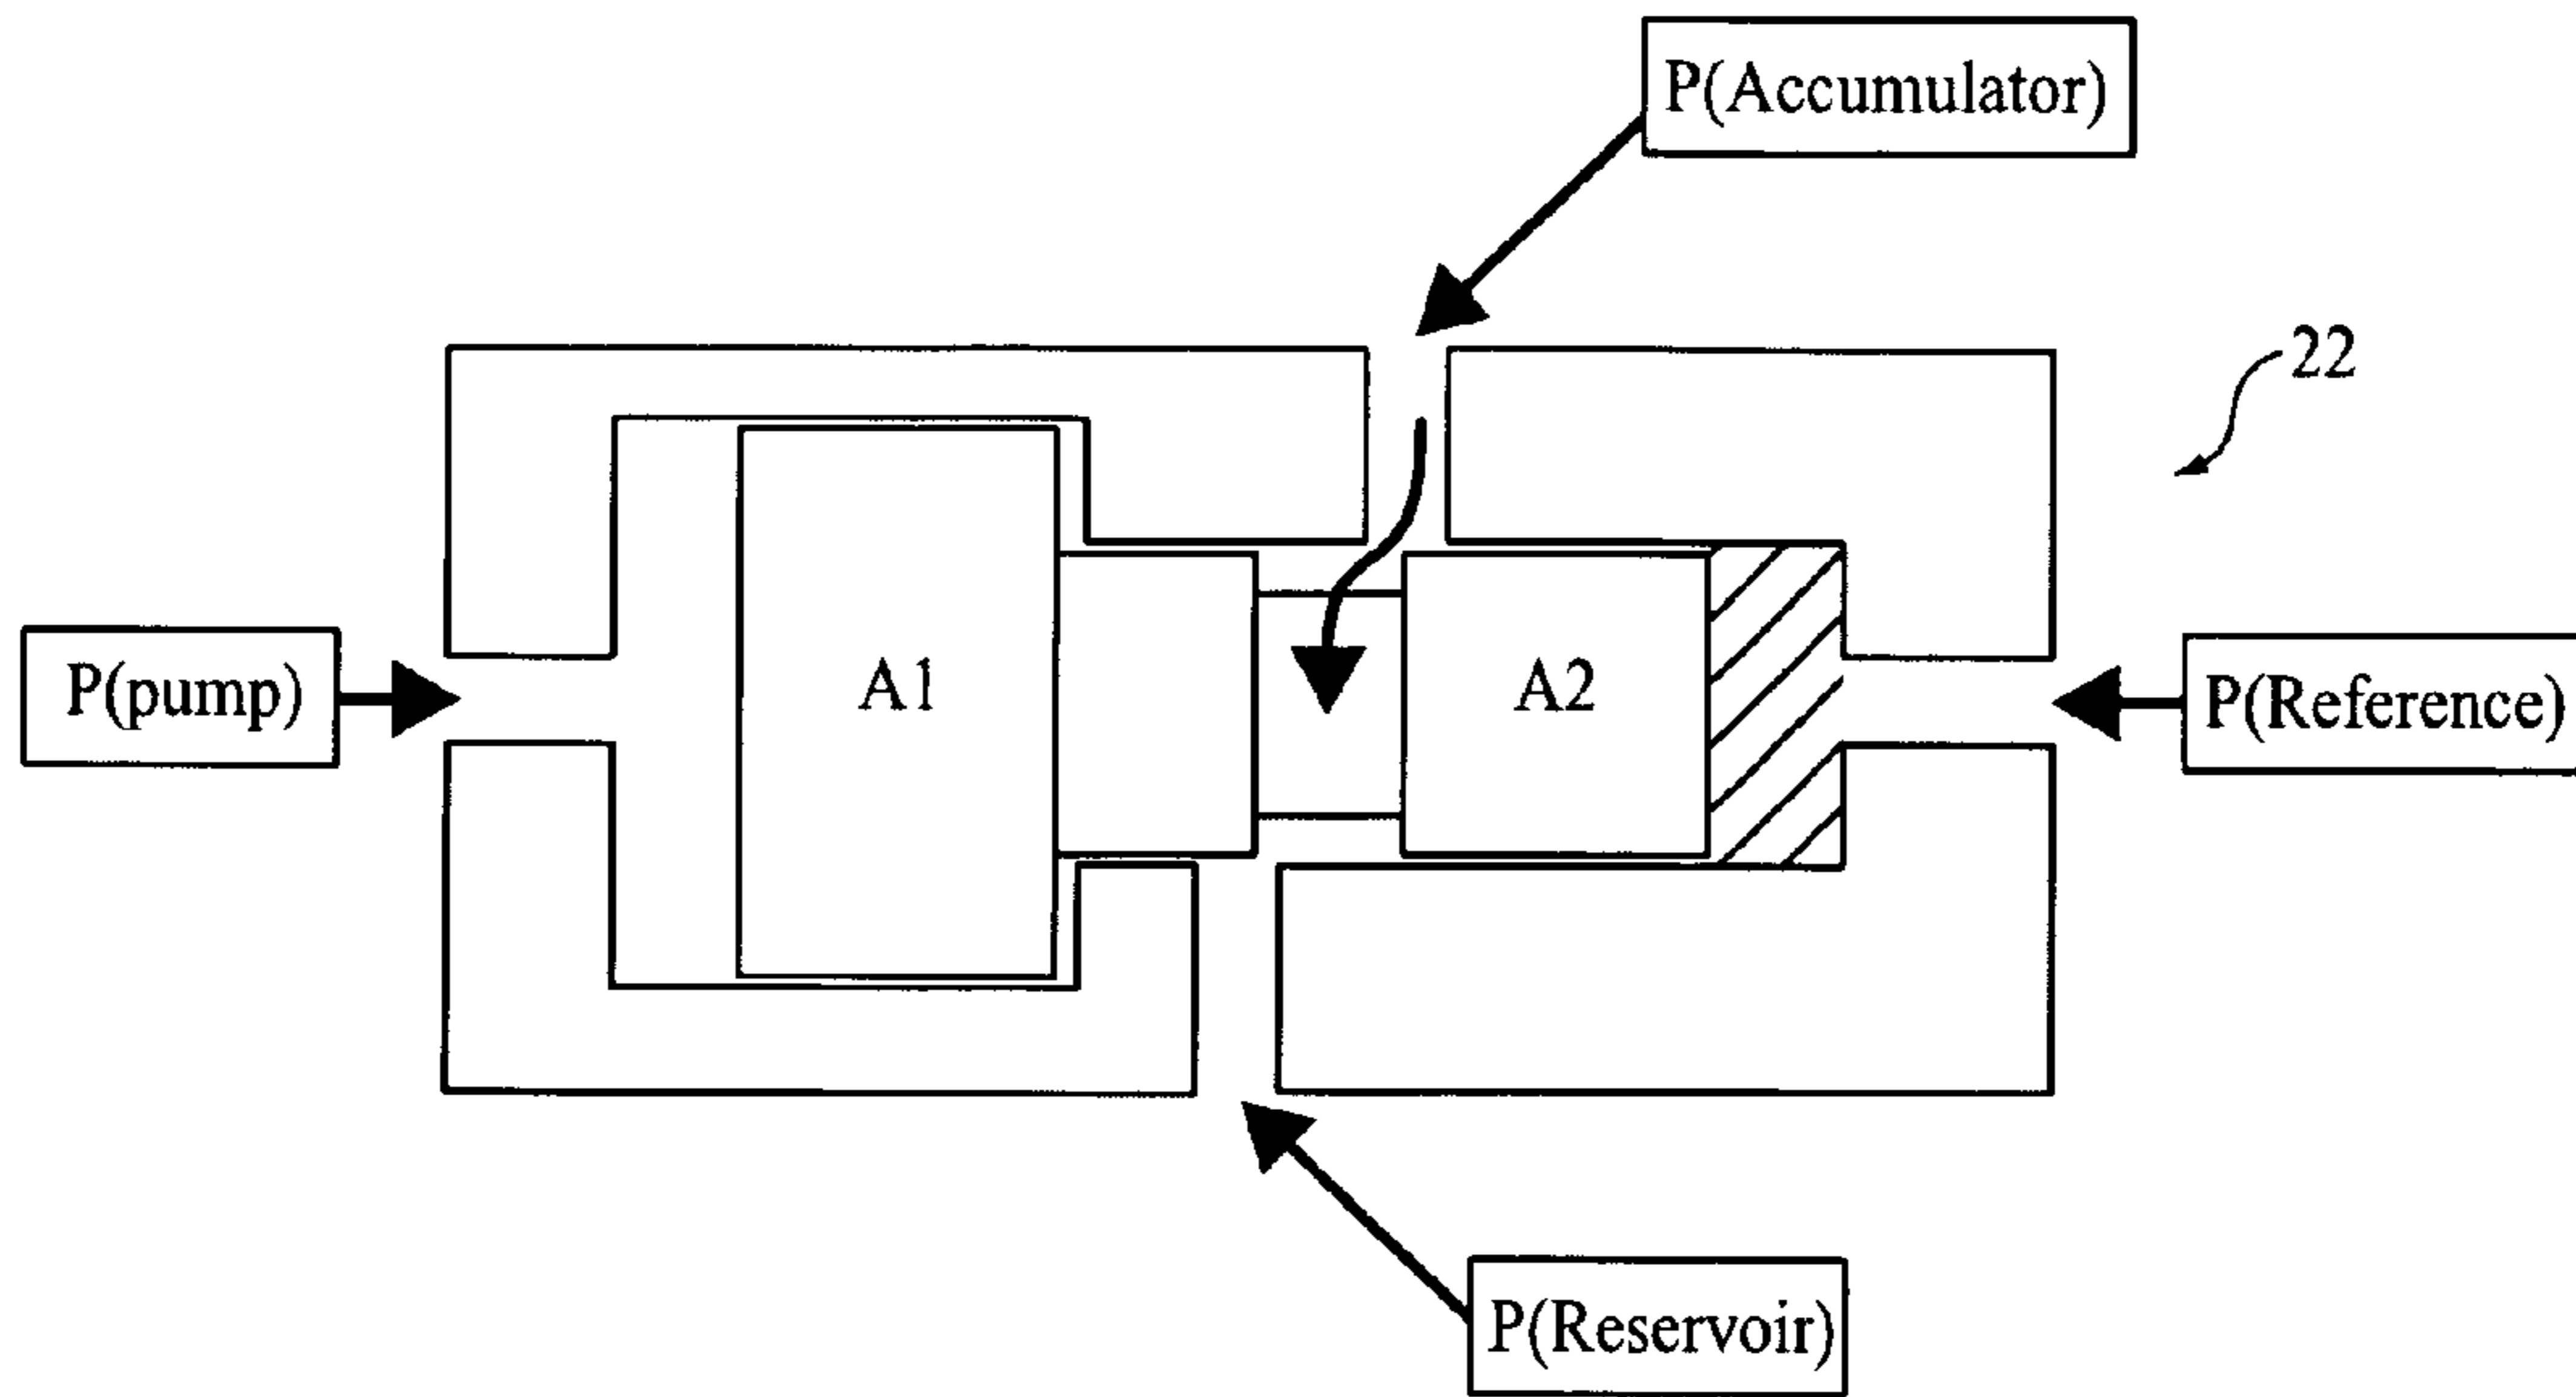 P(Accumulator)
22
P(pump)
A1
A2
P(Reference)
P(Reservoir)